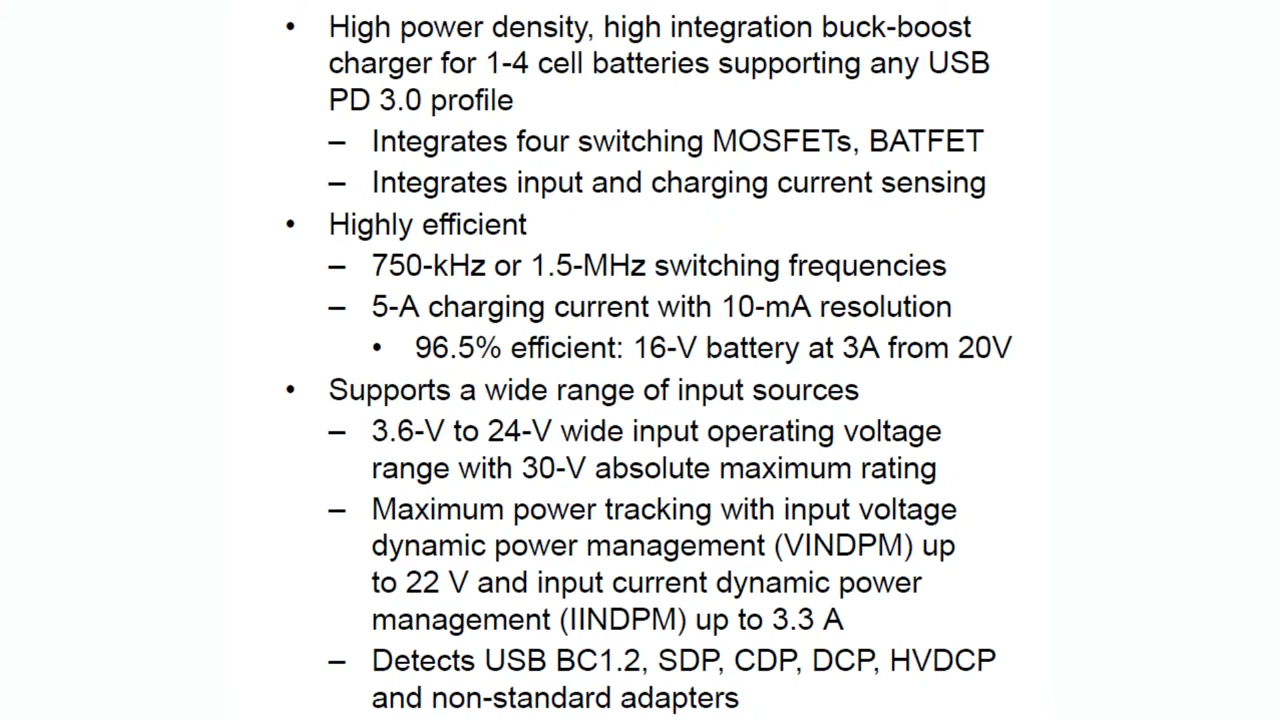 • High power density, high integration buck-boost
charger for 1-4 cell batteries supporting any USB
PD 3.0 profile
– Integrates four switching MOSFETs, BATFET
– Integrates input and charging current sensing
• Highly efficient
– 750-kHz or 1.5-MHz switching frequencies
– 5-A charging current with 10-mA resolution
• 96.5% efficient: 16-V battery at 3A from 20V
• Supports a wide range of input sources
– 3.6-V to 24-V wide input operating voltage
range with 30-V absolute maximum rating
– Maximum power tracking with input voltage
dynamic power management (VINDPM) up
to 22 V and input current dynamic power
management (IINDPM) up to 3.3 A
– Detects USB BC1.2, SDP, CDP, DCP, HVDCP
and non-standard adapters